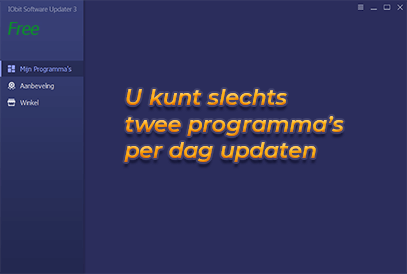 IObit Software Updater 3
Free
Mijn Programma's
Aanbeveling
Winkel
U kunt slechts
twee programma's
per dag updaten